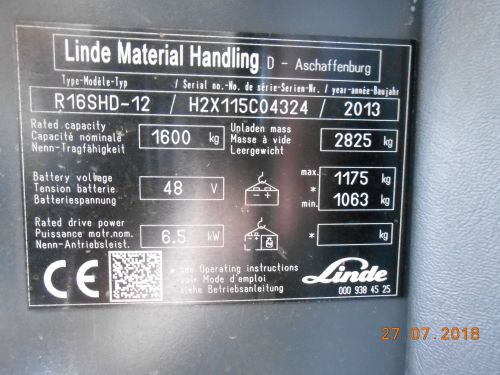 Linde Material Handling D - Aschaffenburg
Type-Modèle-Typ / Serial no.-No. de série-Serien-Nr. / year-année-Baujahr
R16SHD-12 / H2X115C04324 / 2013
Rated capacity
Capacité nominale
Nenn-Tragfähigkeit
1600 kg
Unladen mass
Masse à vide
Leergewicht
2825 kg
Battery voltage
Tension batterie
Batteriespannung
48 V
max.
*
min.
1175 kg
1063 kg
Rated drive power
Puissance motr.nom.
Nenn-Antriebsleist.
6.5 kW
* kg
CE
* see Operating instructions
voir Mode d'emploi
siehe Betriebsanleitung
Linde
000 938 45 25
27.07.2018